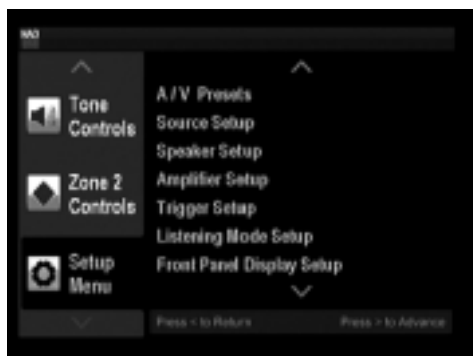 NAD
Tone
Controls
Zone 2
Controls
Setup
Menu
A/V Presets
Source Setup
Speaker Setup
Amplifier Setup
Trigger Setup
Listening Mode Setup
Front Panel Display Setup
Press < to Return
Press > to Advance